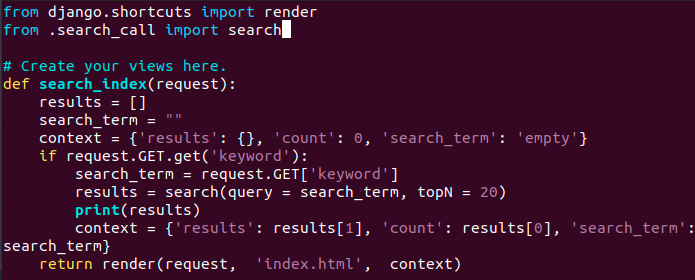 from django.shortcuts import render
from .search_call import search

# Create your views here.
def search_index(request):
    results = []
    search_term = ""
    context = {'results': {}, 'count': 0, 'search_term': 'empty'}
    if request.GET.get('keyword'):
        search_term = request.GET['keyword']
        results = search(query = search_term, topN = 20)
        print(results)
        context = {'results': results[1], 'count': results[0], 'search_term':
search_term}
    return render(request,  'index.html',  context)